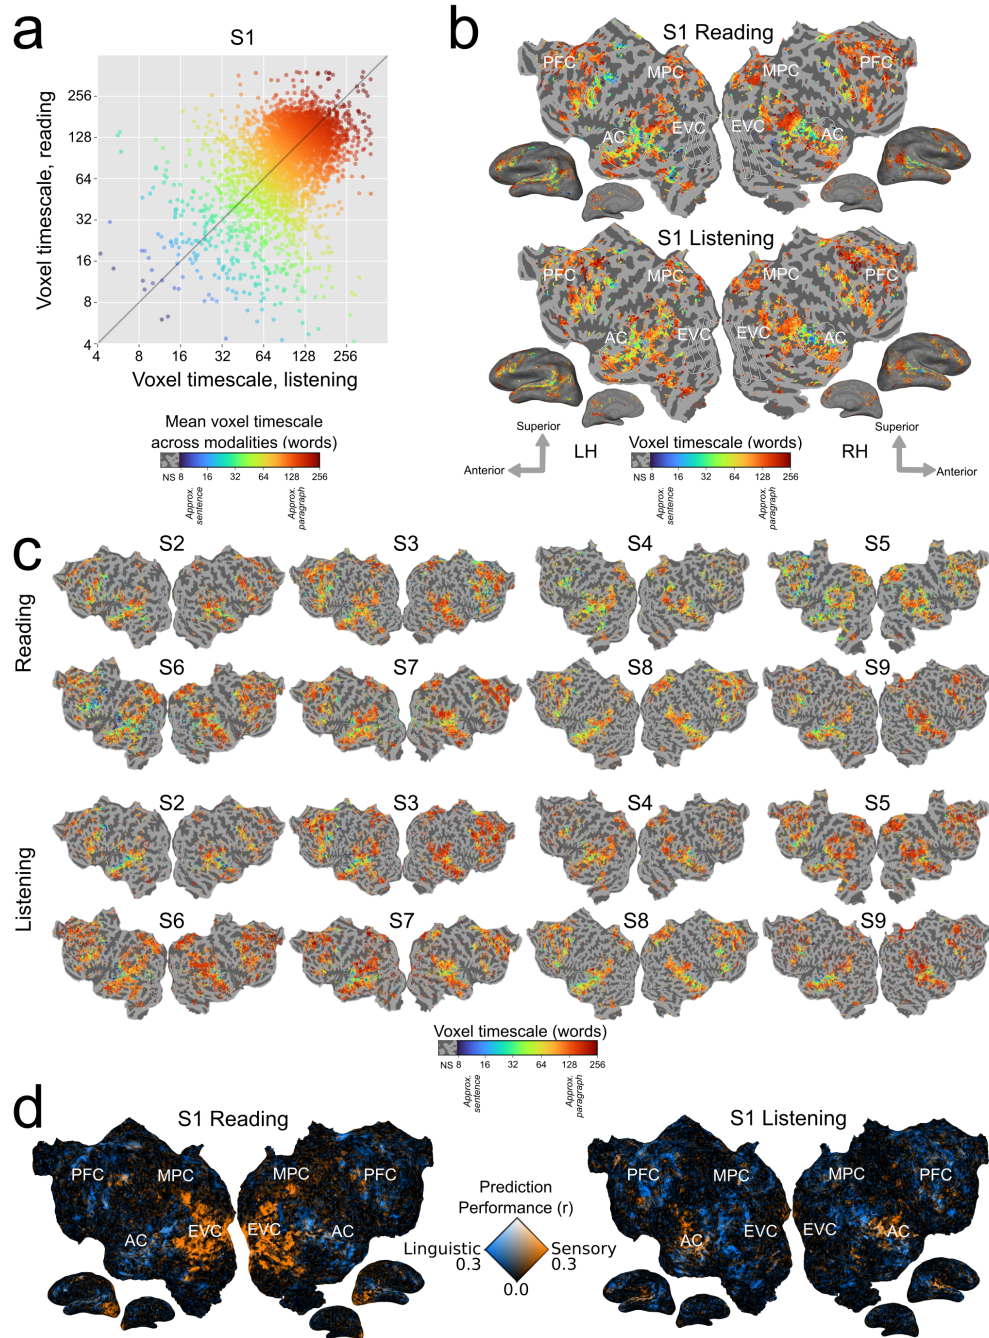 a
S1
Voxel timescale, reading
256
128
64
32
16
8
4
4 8 16 32 64 128 256
Voxel timescale, listening
Mean voxel timescale
across modalities (words)
NS 8 16 32 64 128 256
Approx. sentence
Approx. paragraph
b
S1 Reading
PFC MPC MPC PFC
AC EVC EVC AC
S1 Listening
PFC MPC MPC PFC
AC EVC EVC AC
Superior
Anterior
LH
Voxel timescale (words)
NS 8 16 32 64 128 256
Approx. sentence
Approx. paragraph
RH
Superior
Anterior
c
Reading
S2 S3 S4 S5
S6 S7 S8 S9
Listening
S2 S3 S4 S5
S6 S7 S8 S9
Voxel timescale (words)
NS 8 16 32 64 128 256
Approx. sentence
Approx. paragraph
d
S1 Reading
PFC MPC MPC PFC
AC EVC EVC AC
Prediction
Performance (r)
Linguistic
0.3
Sensory
0.3
0.0
S1 Listening
PFC MPC MPC PFC
AC EVC EVC AC